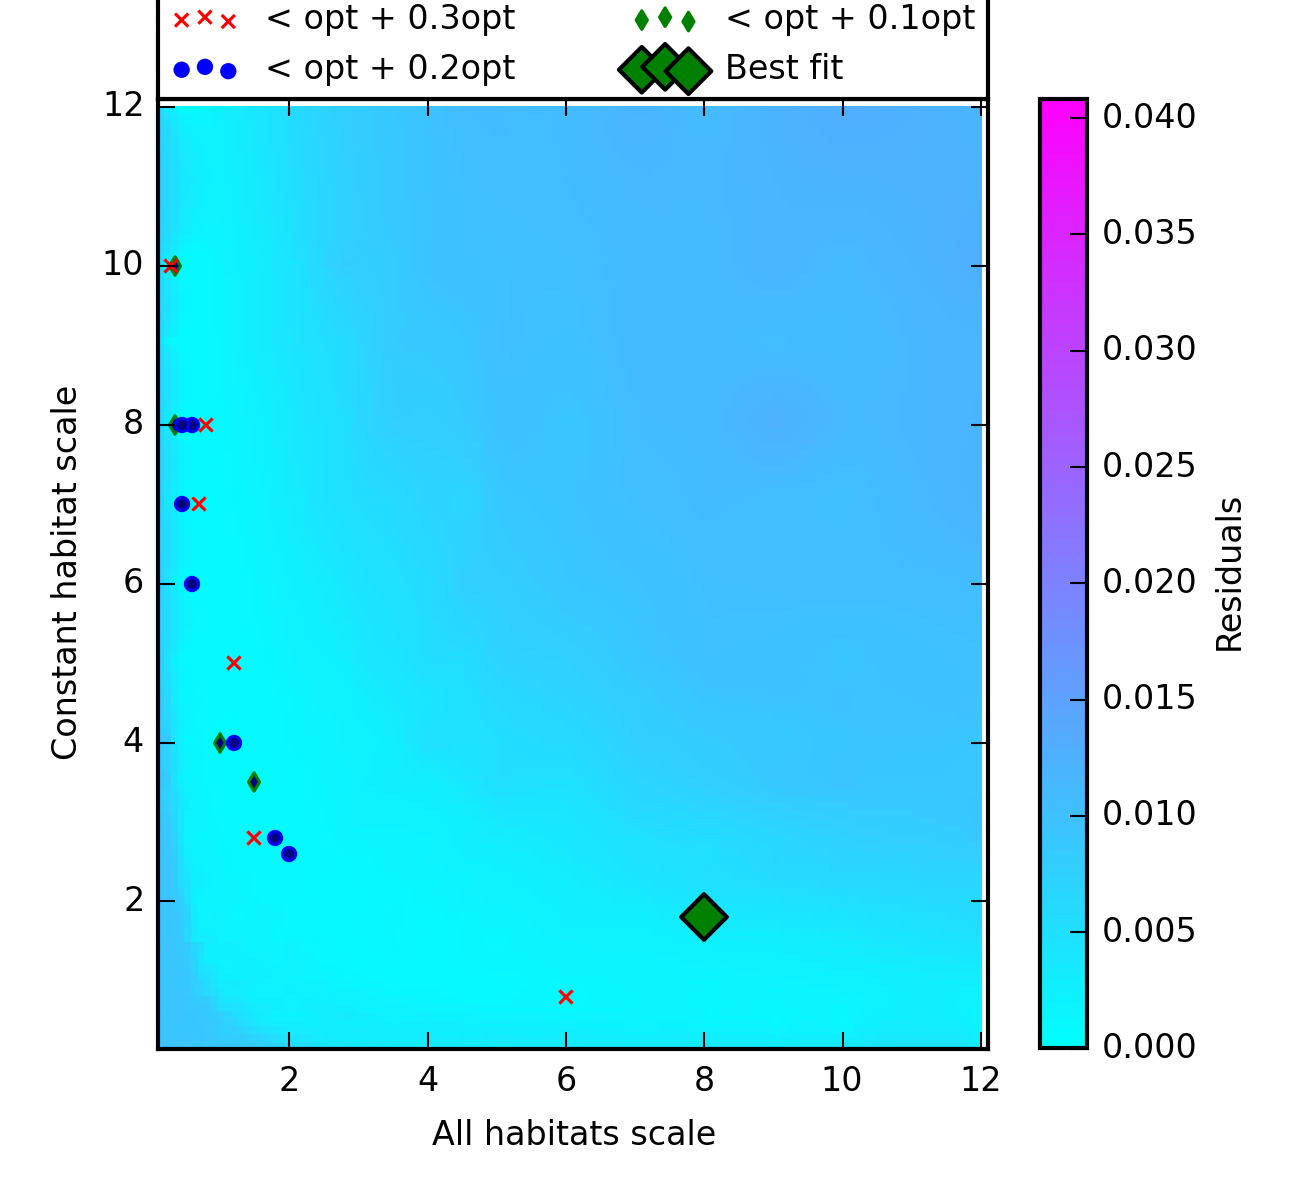 < opt + 0.3opt
< opt + 0.1opt
< opt + 0.2opt
Best fit
12
10
8
6
4
2
Constant habitat scale
2 4 6 8 10 12
All habitats scale
0.040
0.035
0.030
0.025
0.020
0.015
0.010
0.005
0.000
Residuals